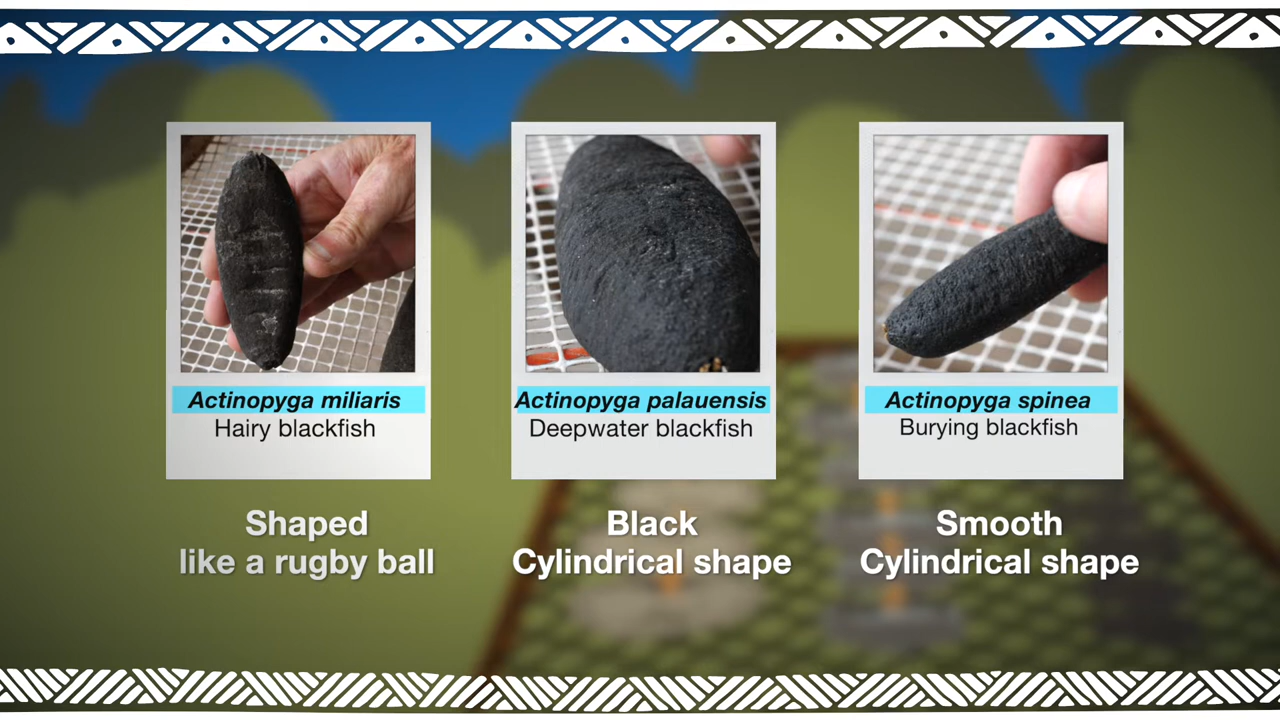 Actinopyga miliaris
Hairy blackfish
Shaped
like a rugby ball
Actinopyga palauensis
Deepwater blackfish
Black
Cylindrical shape
Actinopyga spinea
Burying blackfish
Smooth
Cylindrical shape